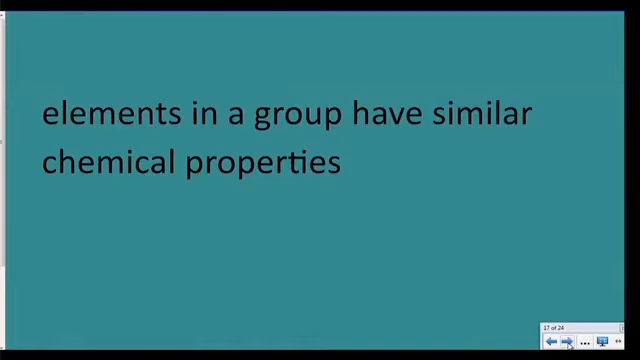 elements in a group have similar
chemical properties
17 of 24